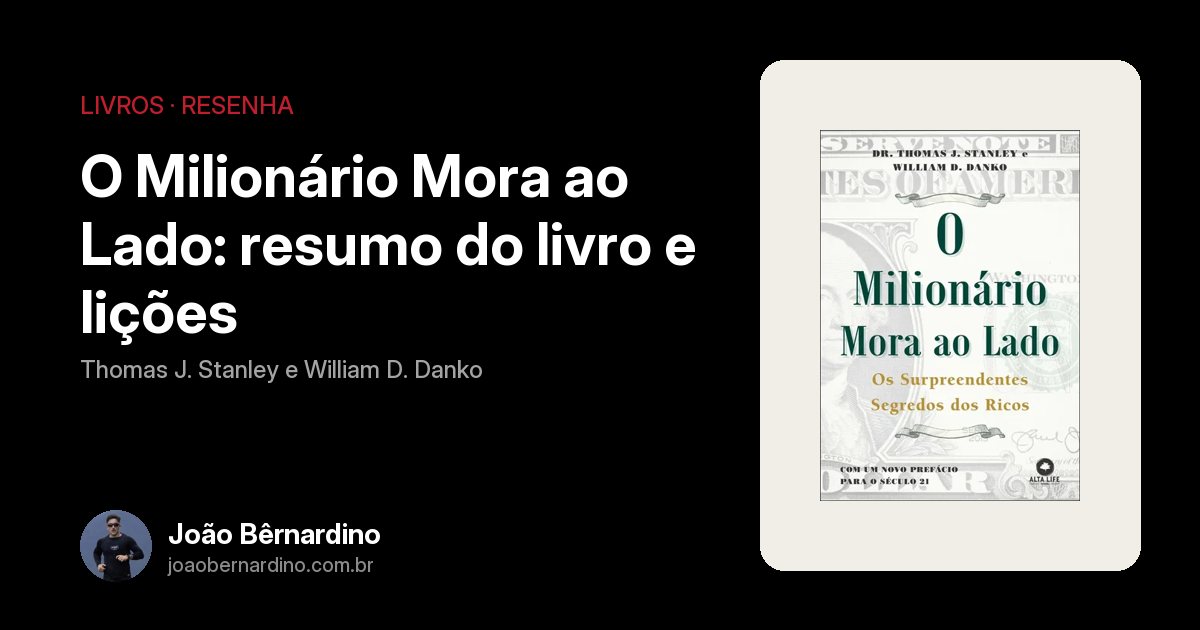 LIVROS · RESENHA
O Milionário Mora ao
Lado: resumo do livro e
lições
Thomas J. Stanley e William D. Danko
João Bêrnardino
joaobernardino.com.br
DR. THOMAS J. STANLEY e
WILLIAM D. DANKO
O
Milionário
Mora ao Lado
Os Surpreendentes
Segredos dos Ricos
COM UM NOVO PREFÁCIO
PARA O SÉCULO 21
ALTA LIFE
WASHINGTON
DOLLAR